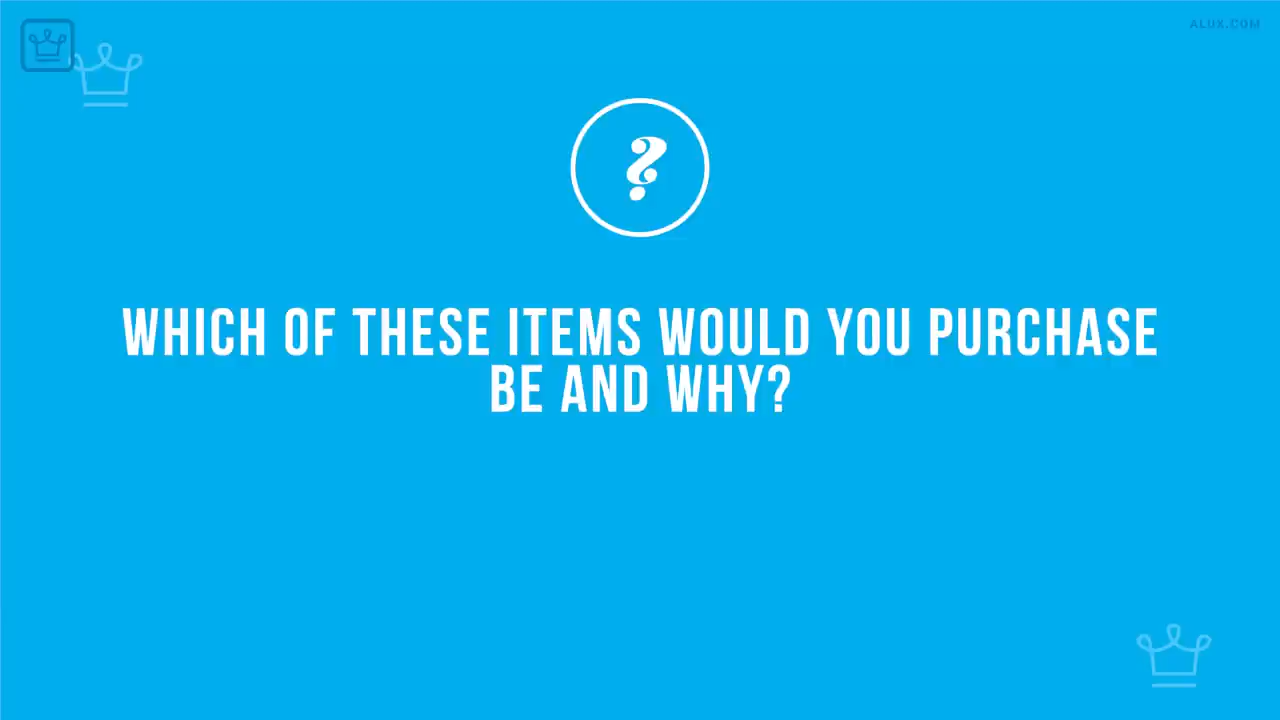 ALUX.COM
?
WHICH OF THESE ITEMS WOULD YOU PURCHASE
BE AND WHY?